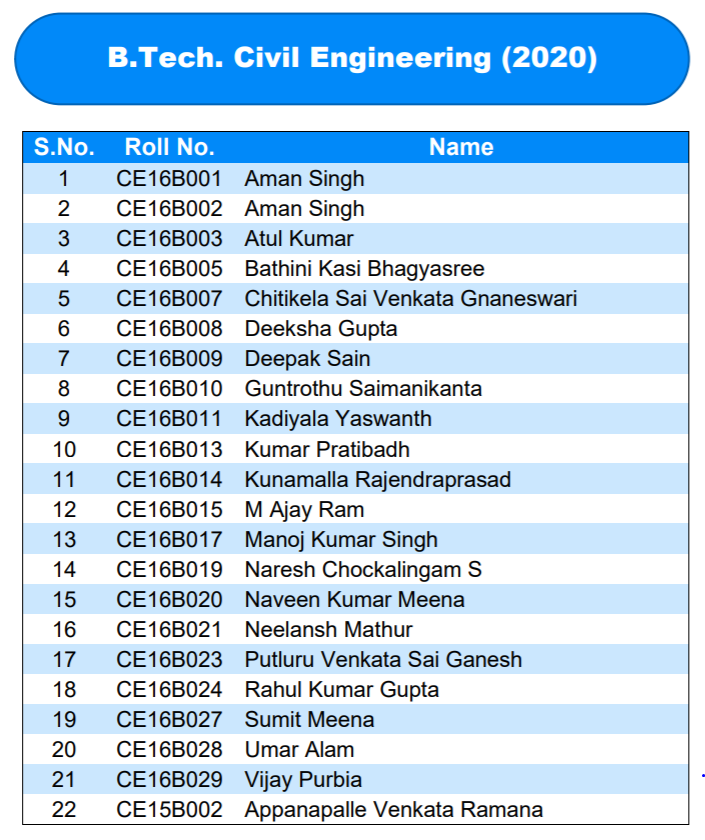 B.Tech. Civil Engineering (2020)
S.No. Roll No. Name
1 CE16B001 Aman Singh
2 CE16B002 Aman Singh
3 CE16B003 Atul Kumar
4 CE16B005 Bathini Kasi Bhagyasree
5 CE16B007 Chitikela Sai Venkata Gnaneswari
6 CE16B008 Deeksha Gupta
7 CE16B009 Deepak Sain
8 CE16B010 Guntrothu Saimanikanta
9 CE16B011 Kadiyala Yaswanth
10 CE16B013 Kumar Pratibadh
11 CE16B014 Kunamalla Rajendraprasad
12 CE16B015 M Ajay Ram
13 CE16B017 Manoj Kumar Singh
14 CE16B019 Naresh Chockalingam S
15 CE16B020 Naveen Kumar Meena
16 CE16B021 Neelansh Mathur
17 CE16B023 Putluru Venkata Sai Ganesh
18 CE16B024 Rahul Kumar Gupta
19 CE16B027 Sumit Meena
20 CE16B028 Umar Alam
21 CE16B029 Vijay Purbia
22 CE15B002 Appanapalle Venkata Ramana